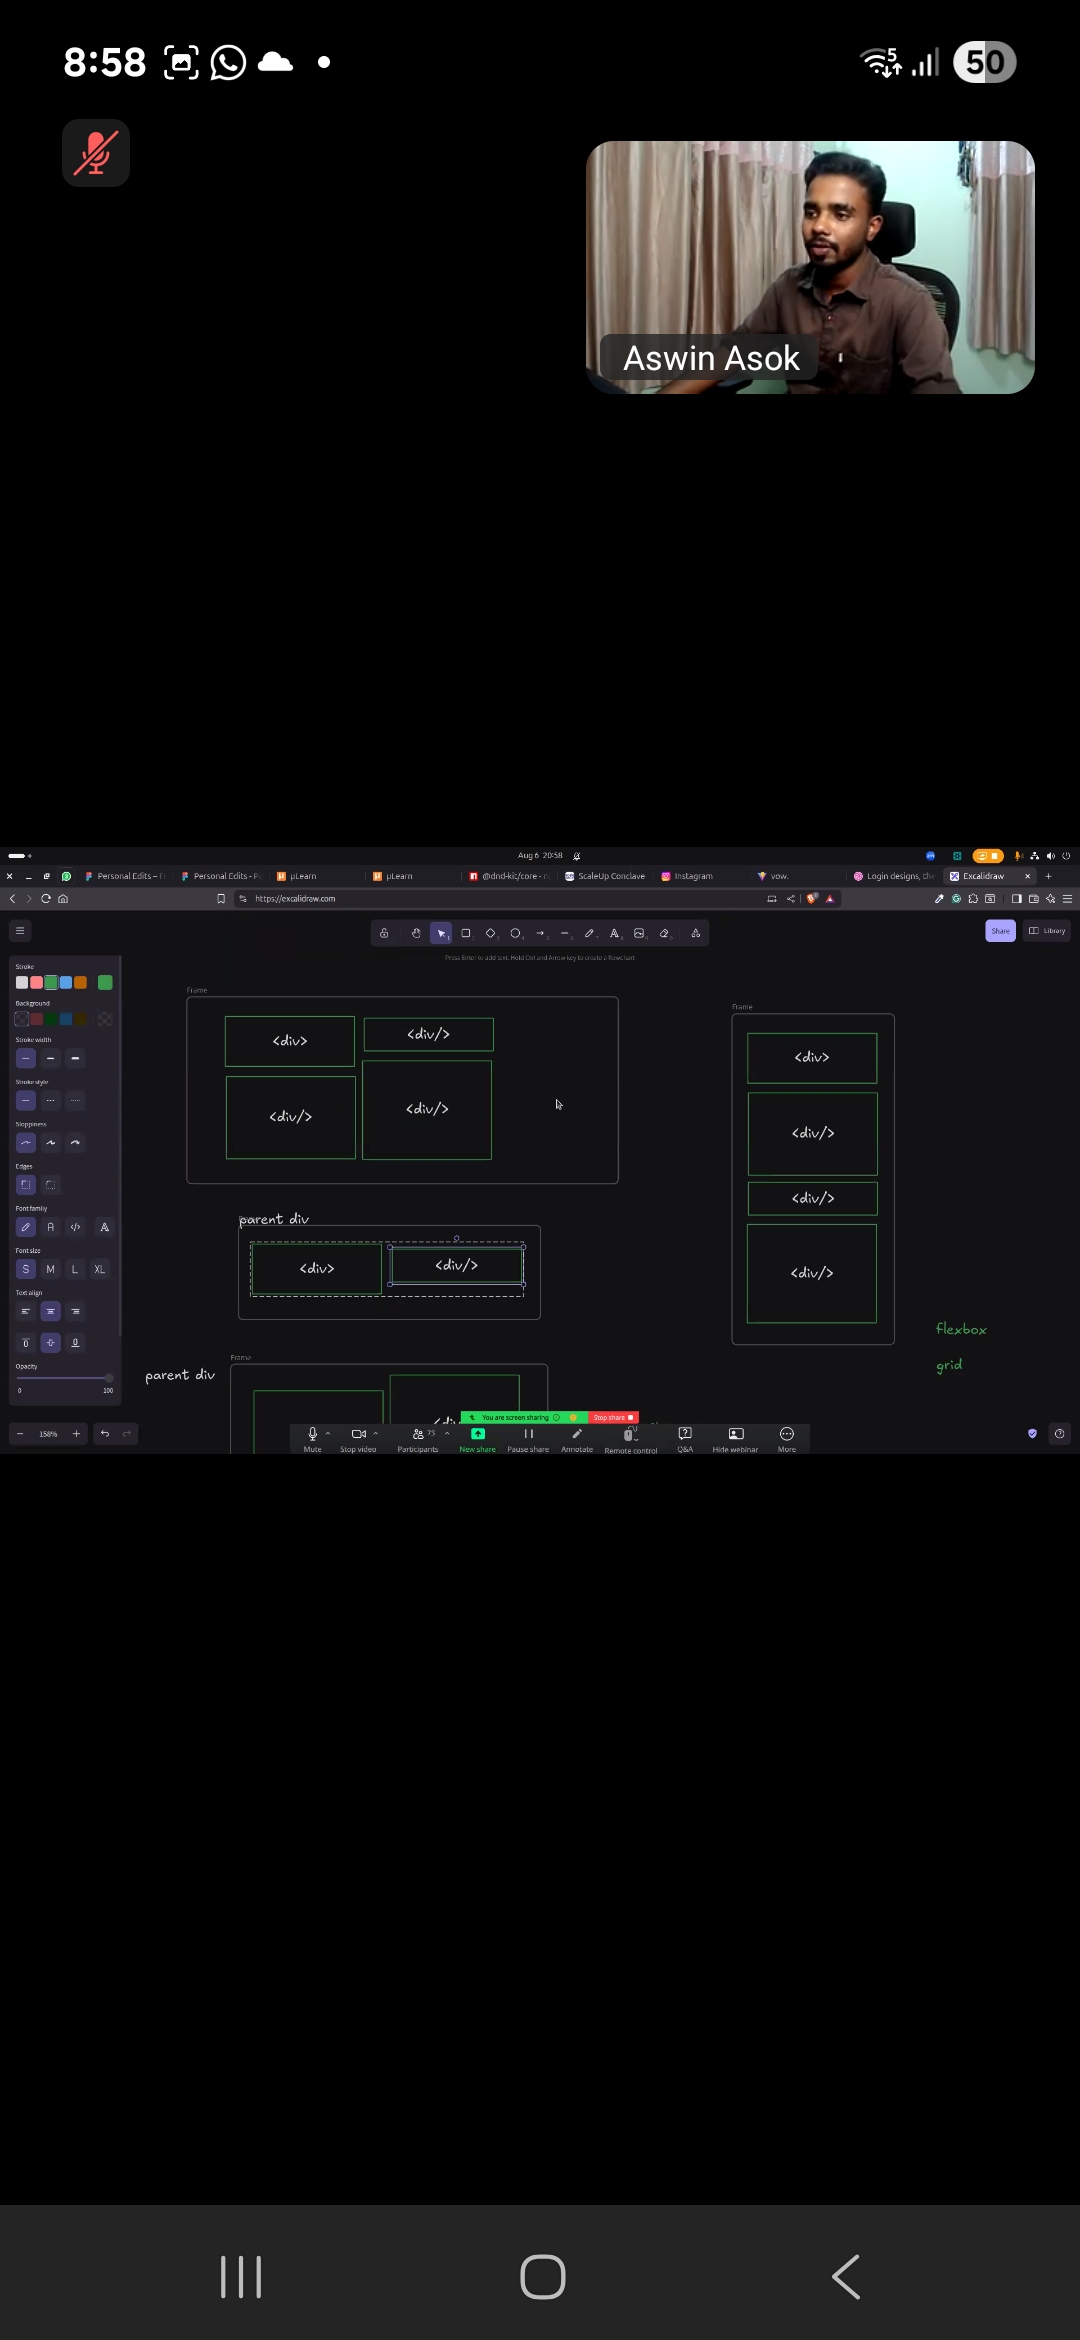 8:58
5
50
Aswin Asok
Aug 6 20:58
Personal Edits – F
Personal Edits - P
µLearn
µLearn
@dnd-kit/core - n
ScaleUp Conclave
Instagram
vow.
Login designs, th
Excalidraw
https://excalidraw.com
Share
Library
Press Enter to add text. Hold Ctrl and Arrow key to create a flowchart
Stroke
Background
Stroke width
Stroke style
Sloppiness
Edges
Font family
Font size
S M L XL
Text align
Opacity
0 100
158%
Frame
<div>
<div/>
<div/>
<div/>
parent div
<div>
<div/>
Frame
parent div
<di
Frame
<div>
<div/>
<div/>
<div/>
flexbox
grid
You are screen sharing
Stop share
Mute
Stop video
Participants
73
New share
Pause share
Annotate
Remote control
Q&A
Hide webinar
More